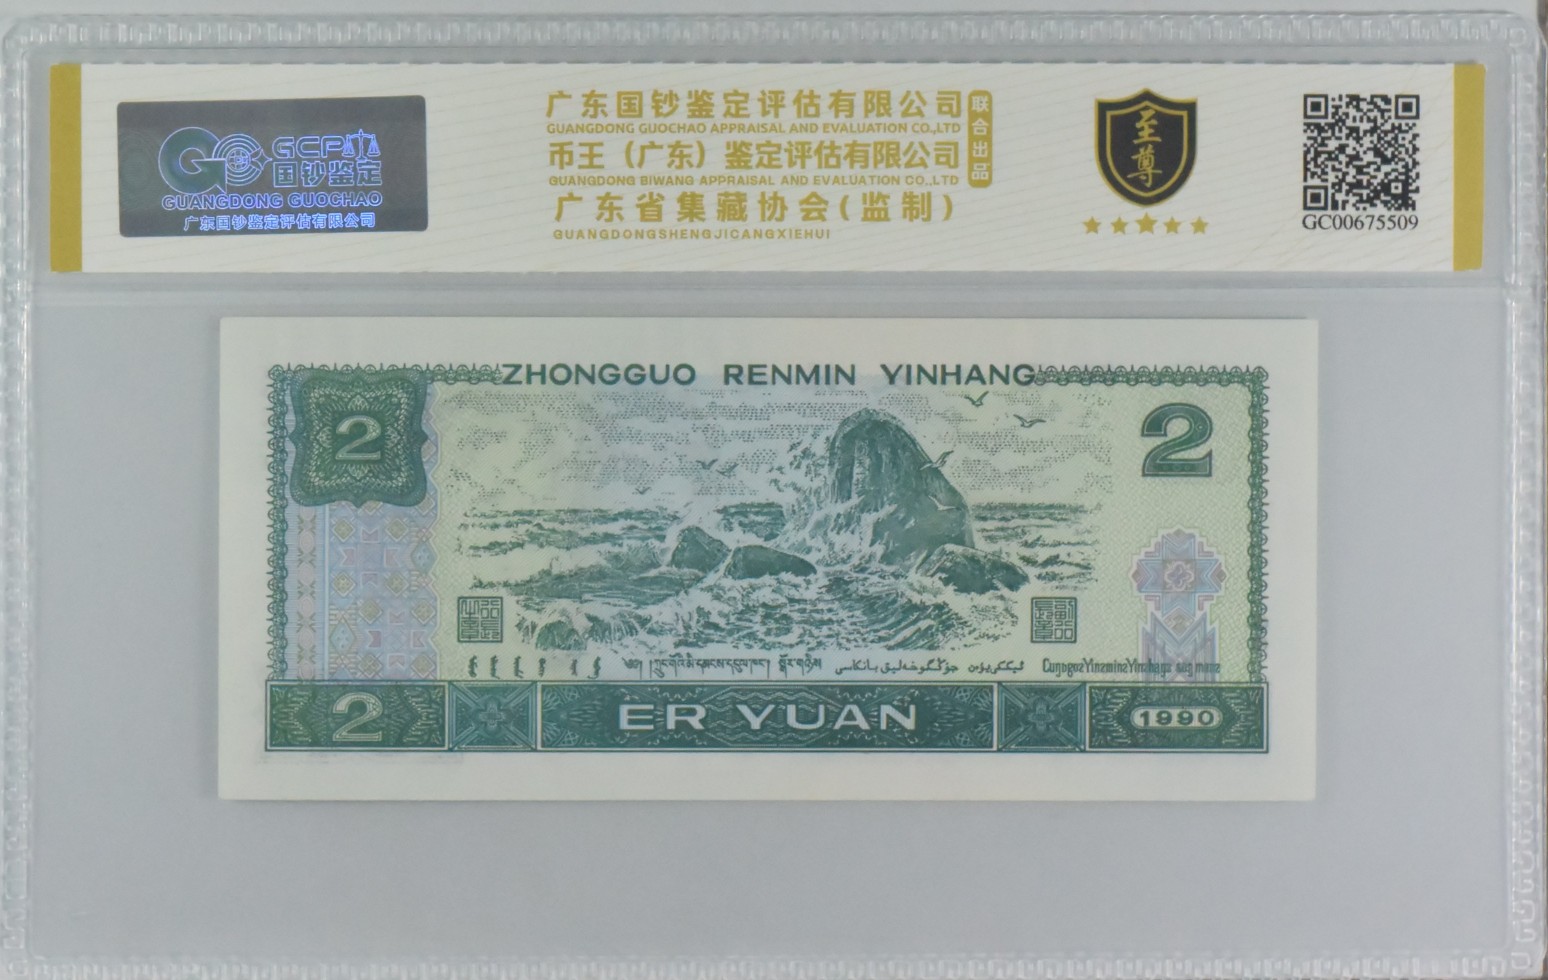 GCP
国钞鉴定
GUANGDONG GUOCHAO
广东国钞鉴定评估有限公司
广东国钞鉴定评估有限公司
GUANGDONG GUOCHAO APPRAISAL AND EVALUATION CO.,LTD
币王（广东）鉴定评估有限公司
GUANGDONG BIWANG APPRAISAL AND EVALUATION CO.,LTD
广东省集藏协会(监制)
GUANGDONGSHENGJICANGXIEHUI
联合出品
至尊
GC00675509
ZHONGGUO RENMIN YINHANG
2
2
جۇڭگوخەلىق بانكاسى ئىككىيۈەن
2
ER YUAN
1990